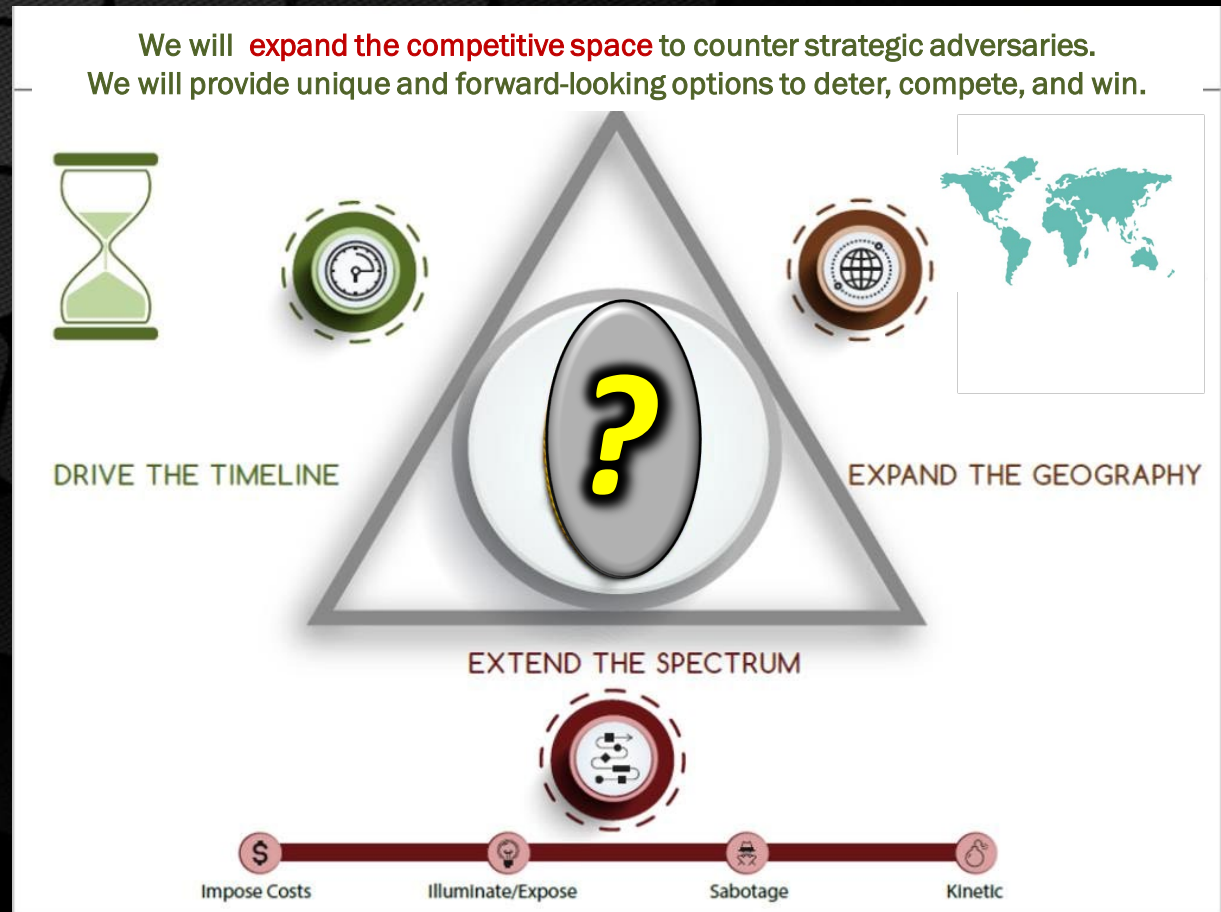 We will expand the competitive space to counter strategic adversaries.
We will provide unique and forward-looking options to deter, compete, and win.
?
DRIVE THE TIMELINE
EXPAND THE GEOGRAPHY
EXTEND THE SPECTRUM
$
Impose Costs
Illuminate/Expose
Sabotage
Kinetic